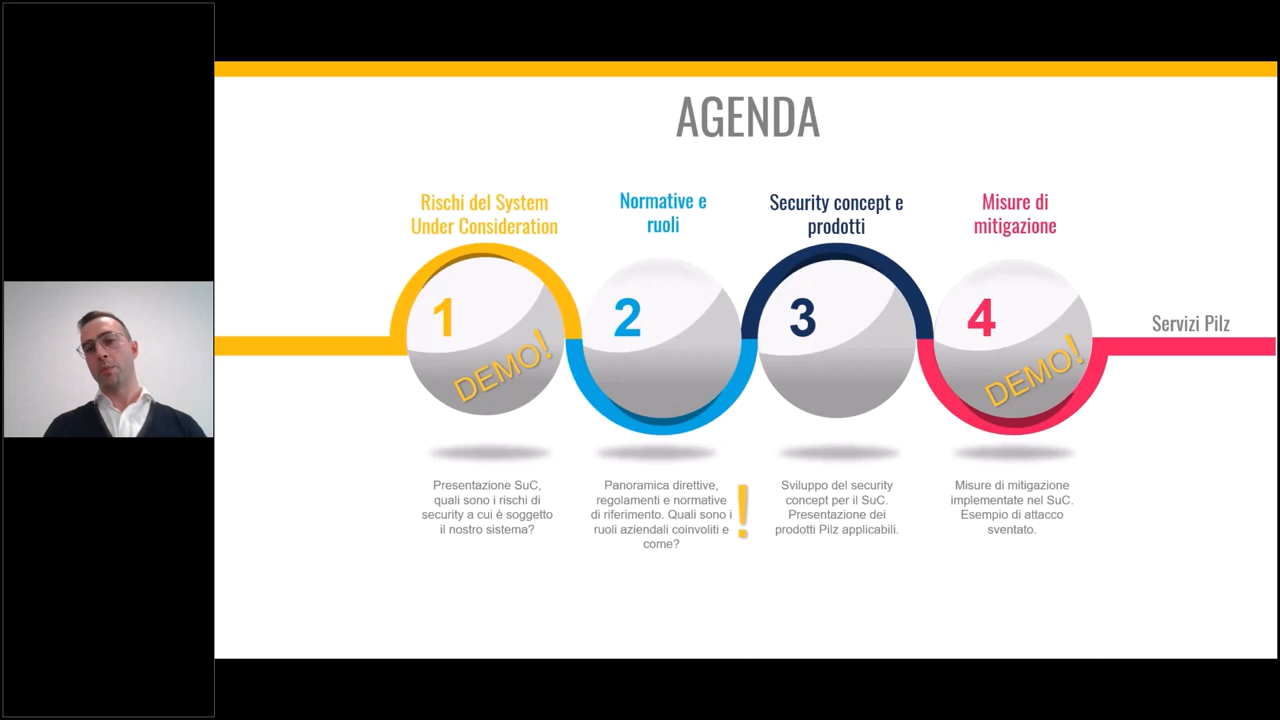 AGENDA
Rischi del System
Under Consideration
1
DEMO!
Presentazione SuC,
quali sono i rischi di
security a cui è soggetto
il nostro sistema?
Normative e
ruoli
2
Panoramica direttive,
regolamenti e normative
di riferimento. Quali sono i
ruoli aziendali coinvoliti e
come?
!
Security concept e
prodotti
3
Sviluppo del security
concept per il SuC.
Presentazione dei
prodotti Pilz applicabili.
Misure di
mitigazione
4
DEMO!
Misure di mitigazione
implementate nel SuC.
Esempio di attacco
sventato.
Servizi Pilz